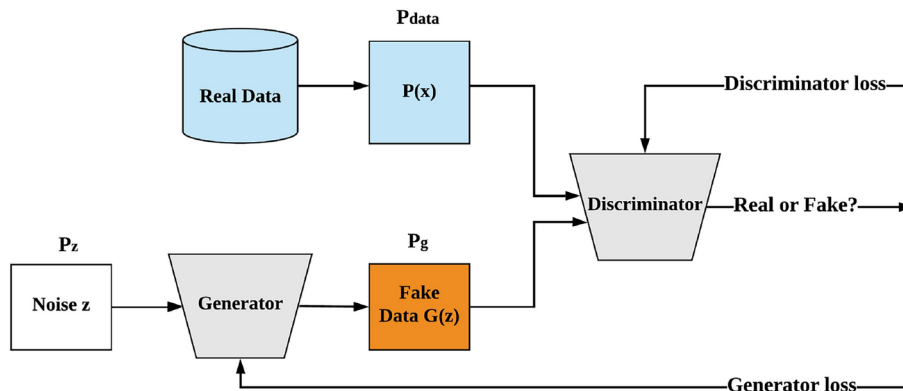 Pdata
Real Data
P(x)
Discriminator loss
Discriminator
Real or Fake?
Pz
Pg
Noise z
Generator
Fake
Data G(z)
Generator loss